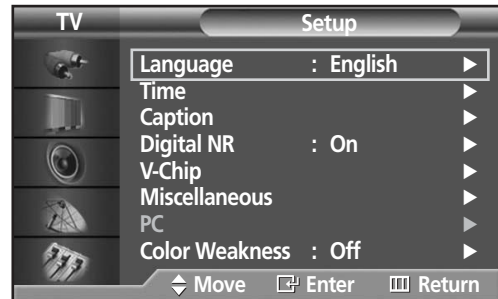 TV Setup
Language : English
Time
Caption
Digital NR : On
V-Chip
Miscellaneous
PC
Color Weakness : Off
Move Enter Return